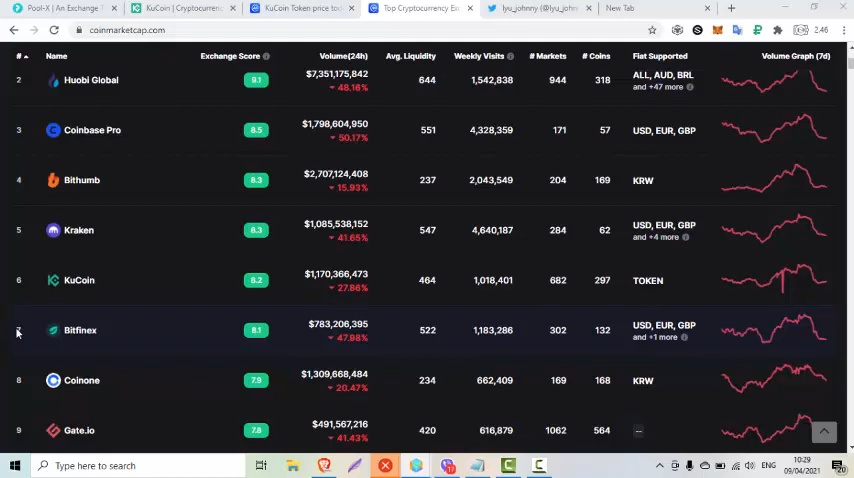 Pool-X | An Exchange T
KuCoin | Cryptocurrency
KuCoin Token price tod
Top Cryptocurrency Ex
lyu_johnny (@lyu_john
New Tab
coinmarketcap.com
2.46
# Name Exchange Score Volume(24h) Avg. Liquidity Weekly Visits # Markets # Coins Fiat Supported Volume Graph (7d)
2 Huobi Global 9.1 $7,351,175,842 644 1,542,838 944 318 ALL, AUD, BRL
48.16% and +47 more
3 Coinbase Pro 8.5 $1,798,604,950 551 4,328,359 171 57 USD, EUR, GBP
50.17%
4 Bithumb 8.3 $2,707,124,408 237 2,043,549 204 169 KRW
15.93%
5 Kraken 8.3 $1,085,538,152 547 4,640,187 284 62 USD, EUR, GBP
41.65% and +4 more
6 KuCoin 8.2 $1,170,366,473 464 1,018,401 682 297 TOKEN
27.86%
7 Bitfinex 8.1 $783,206,395 522 1,183,286 302 132 USD, EUR, GBP
47.98% and +1 more
8 Coinone 7.9 $1,309,668,484 234 662,409 169 168 KRW
20.47%
9 Gate.io 7.8 $491,567,216 420 616,879 1062 564 --
41.43%
Type here to search
17
ENG
10:29
09/04/2021
20